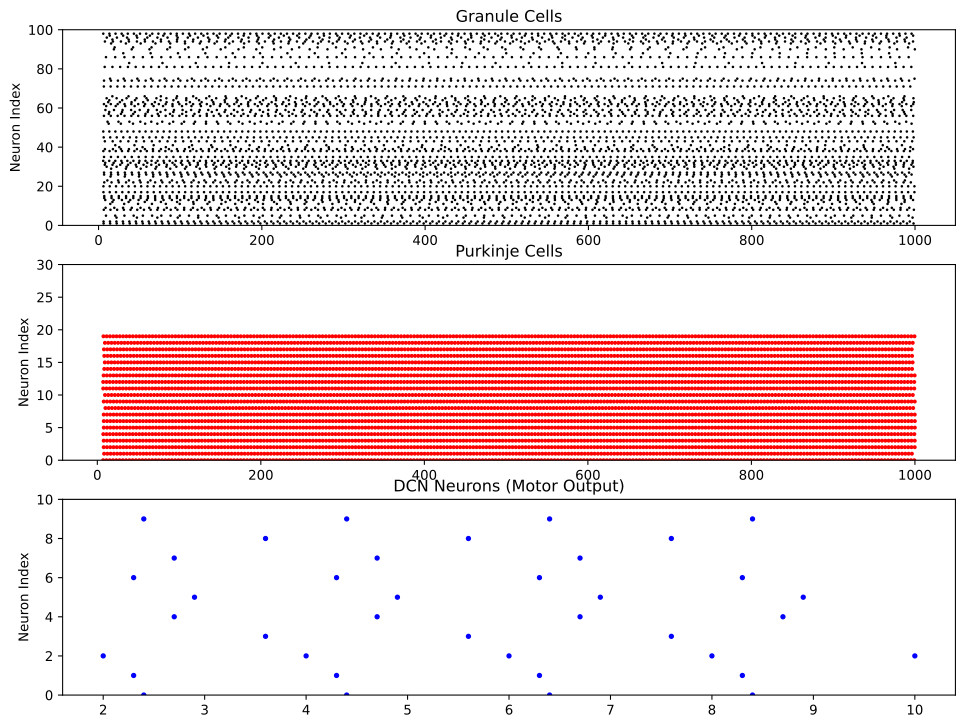 Granule Cells
100
80
60
40
20
0
Neuron Index
0 200 400 600 800 1000
Purkinje Cells
30
25
20
15
10
5
0
Neuron Index
0 200 400 600 800 1000
DCN Neurons (Motor Output)
10
8
6
4
2
0
Neuron Index
2 3 4 5 6 7 8 9 10